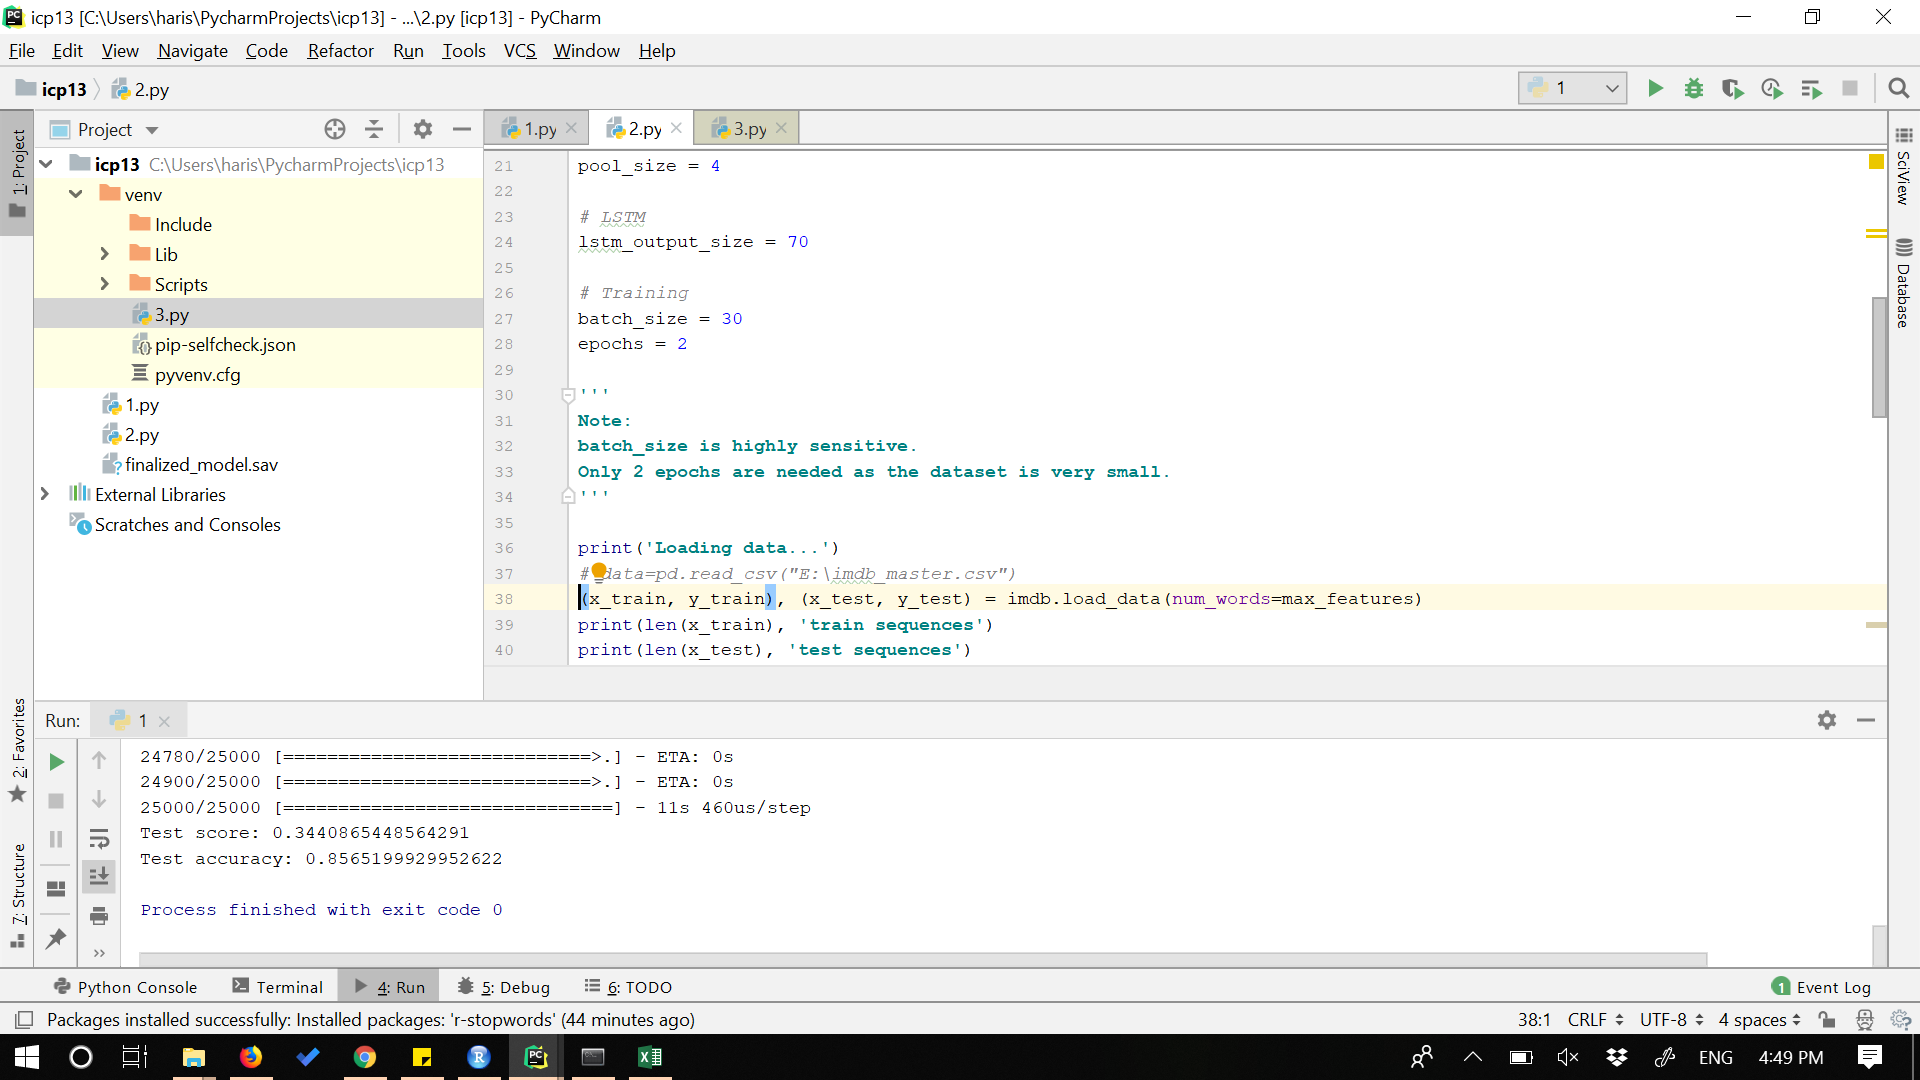 icp13 [C:\Users\haris\PycharmProjects\icp13] - ...\2.py [icp13] - PyCharm
File Edit View Navigate Code Refactor Run Tools VCS Window Help
icp13 2.py
1
Project
1.py 2.py 3.py
1: Project
icp13 C:\Users\haris\PycharmProjects\icp13
venv
Include
Lib
Scripts
3.py
pip-selfcheck.json
pyvenv.cfg
1.py
2.py
finalized_model.sav
External Libraries
Scratches and Consoles
21 pool_size = 4
22
23 # LSTM
24 lstm_output_size = 70
25
26 # Training
27 batch_size = 30
28 epochs = 2
29
30 '''
31 Note:
32 batch_size is highly sensitive.
33 Only 2 epochs are needed as the dataset is very small.
34 '''
35
36 print('Loading data...')
37 # data=pd.read_csv("E:\imdb_master.csv")
38 (x_train, y_train), (x_test, y_test) = imdb.load_data(num_words=max_features)
39 print(len(x_train), 'train sequences')
40 print(len(x_test), 'test sequences')
SciView
Database
2: Favorites
7: Structure
Run: 1
24780/25000 [============================>.] - ETA: 0s
24900/25000 [============================>.] - ETA: 0s
25000/25000 [==============================] - 11s 460us/step
Test score: 0.3440865448564291
Test accuracy: 0.8565199929952622
Process finished with exit code 0
Python Console Terminal 4: Run 5: Debug 6: TODO 1 Event Log
Packages installed successfully: Installed packages: 'r-stopwords' (44 minutes ago) 38:1 CRLF UTF-8 4 spaces
ENG 4:49 PM